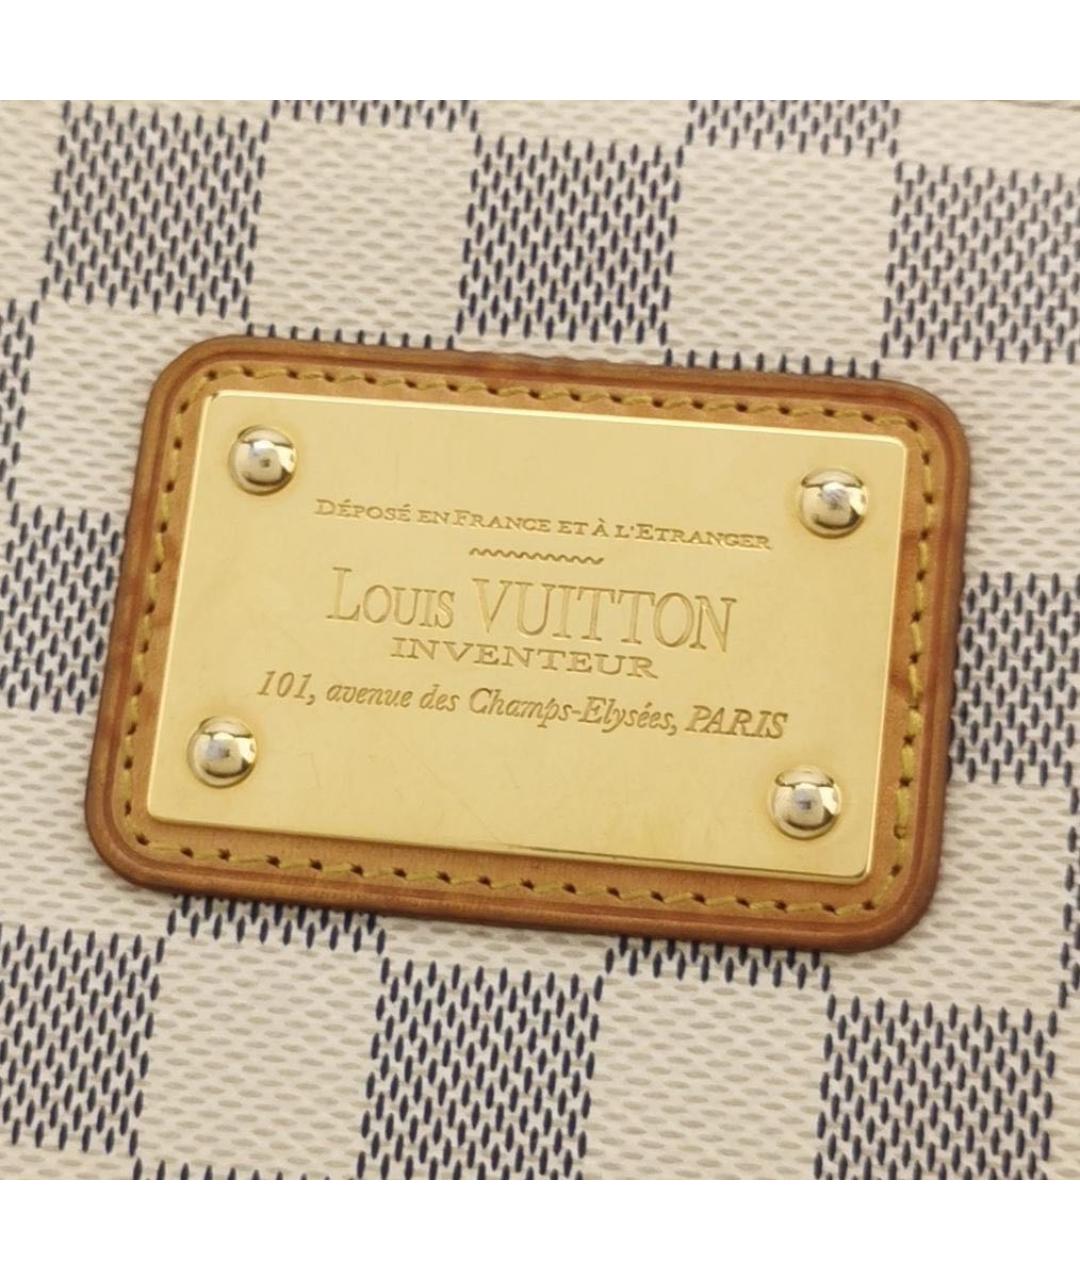 DÉPOSÉ EN FRANCE ET À L'ETRANGER
LOUIS VUITTON
INVENTEUR
101, avenue des Champs-Elysées, PARIS